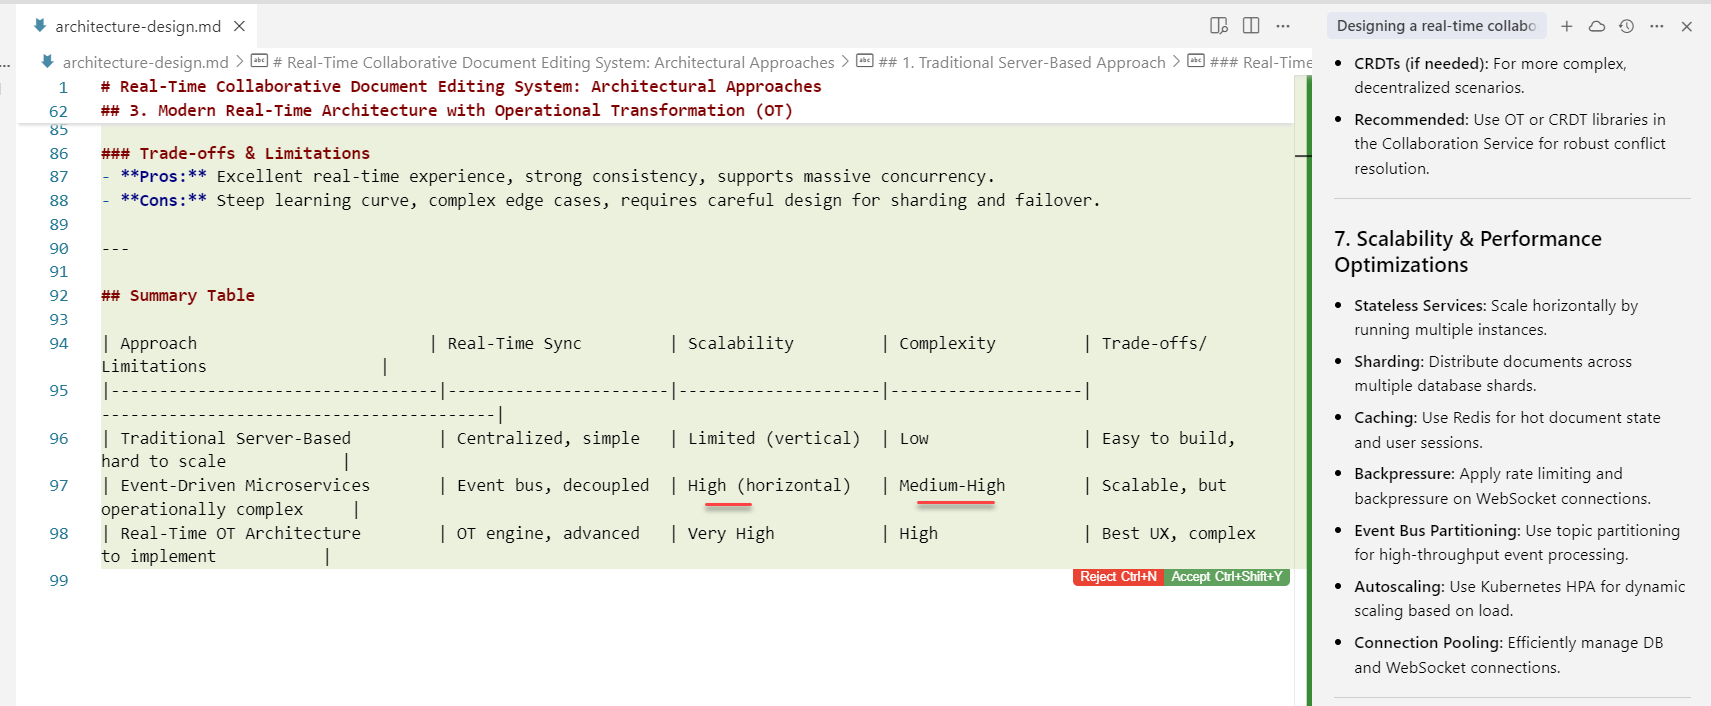 architecture-design.md
architecture-design.md > # Real-Time Collaborative Document Editing System: Architectural Approaches > ## 1. Traditional Server-Based Approach > ### Real-Time
1 # Real-Time Collaborative Document Editing System: Architectural Approaches
62 ## 3. Modern Real-Time Architecture with Operational Transformation (OT)
85
86 ### Trade-offs & Limitations
87 - **Pros:** Excellent real-time experience, strong consistency, supports massive concurrency.
88 - **Cons:** Steep learning curve, complex edge cases, requires careful design for sharding and failover.
89
90 ---
91
92 ## Summary Table
93
94 | Approach | Real-Time Sync | Scalability | Complexity | Trade-offs/
Limitations |
95 |----------------------------------|-----------------------|---------------------|--------------------|
-----------------------------------------|
96 | Traditional Server-Based | Centralized, simple | Limited (vertical) | Low | Easy to build,
hard to scale |
97 | Event-Driven Microservices | Event bus, decoupled | High (horizontal) | Medium-High | Scalable, but
operationally complex |
98 | Real-Time OT Architecture | OT engine, advanced | Very High | High | Best UX, complex
to implement |
99
Reject Ctrl+N Accept Ctrl+Shift+Y
Designing a real-time collabo
• CRDTs (if needed): For more complex,
decentralized scenarios.
• Recommended: Use OT or CRDT libraries in
the Collaboration Service for robust conflict
resolution.
7. Scalability & Performance
Optimizations
• Stateless Services: Scale horizontally by
running multiple instances.
• Sharding: Distribute documents across
multiple database shards.
• Caching: Use Redis for hot document state
and user sessions.
• Backpressure: Apply rate limiting and
backpressure on WebSocket connections.
• Event Bus Partitioning: Use topic partitioning
for high-throughput event processing.
• Autoscaling: Use Kubernetes HPA for dynamic
scaling based on load.
• Connection Pooling: Efficiently manage DB
and WebSocket connections.